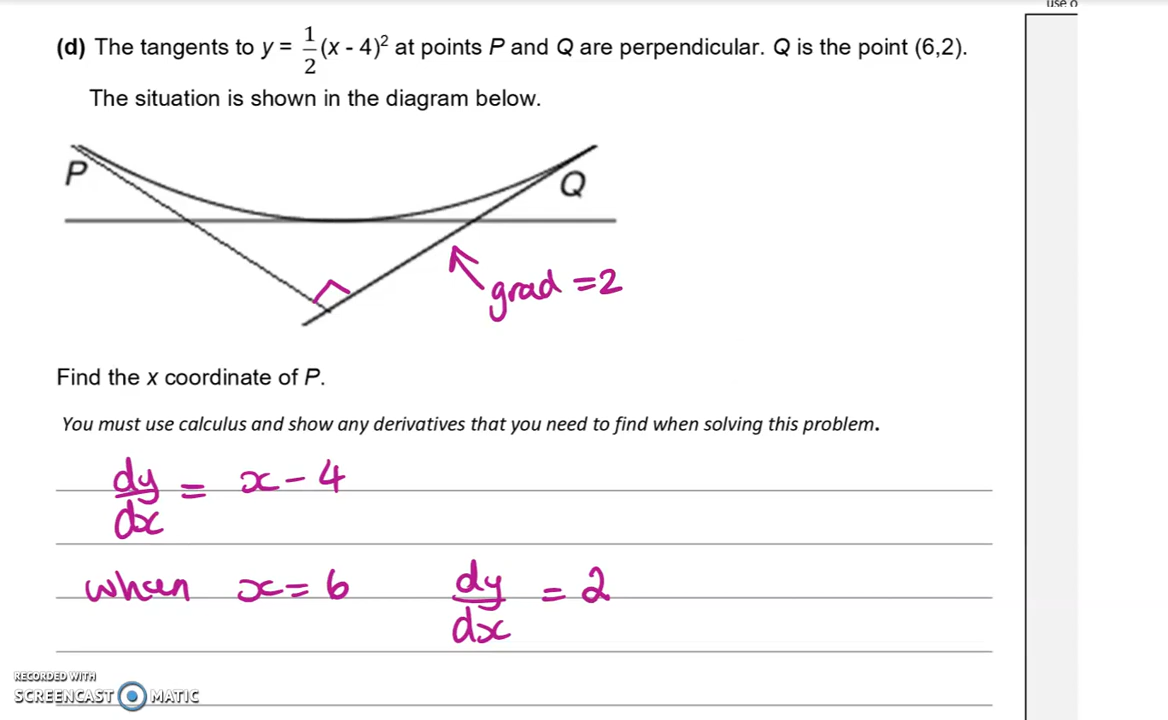 use o
(d) The tangents to y = 1/2 (x - 4)² at points P and Q are perpendicular. Q is the point (6,2).
The situation is shown in the diagram below.
P
Q
grad = 2
Find the x coordinate of P.
You must use calculus and show any derivatives that you need to find when solving this problem.
dy/dx = x - 4
when x = 6 dy/dx = 2
RECORDED WITH
SCREENCAST MATIC